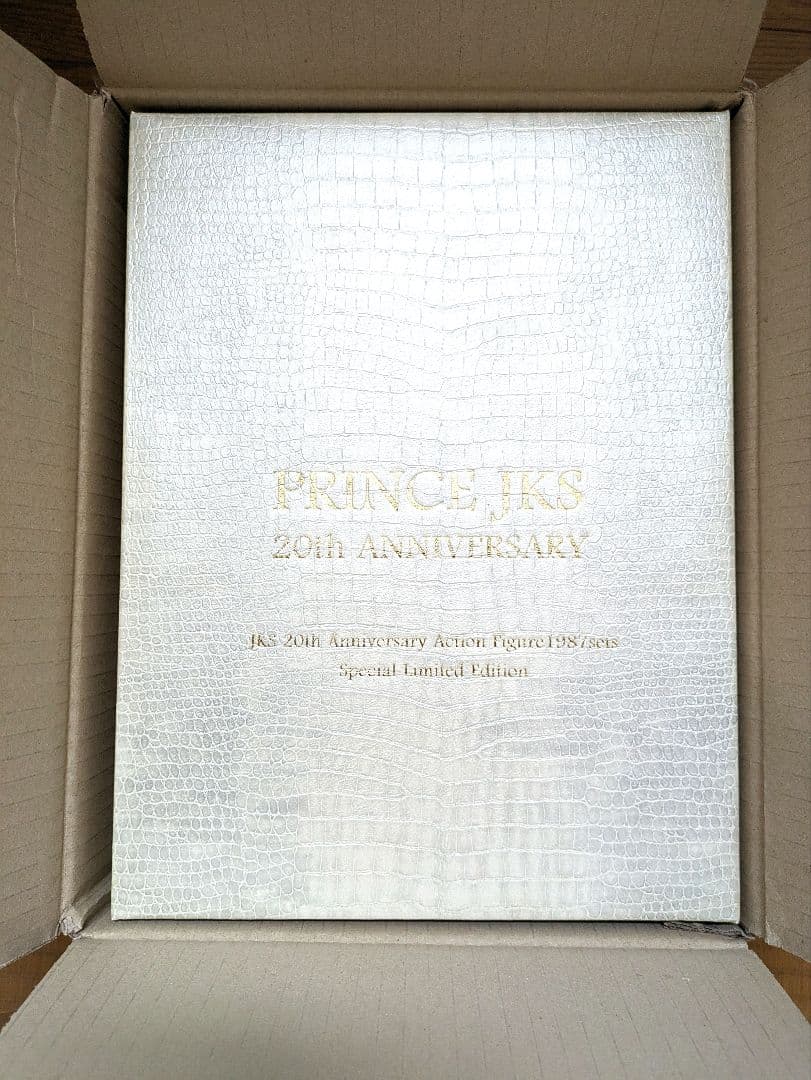 PRINCE JKS
20th ANNIVERSARY
JKS 20th Anniversary Action Figure1987sets
Special Limited Edition